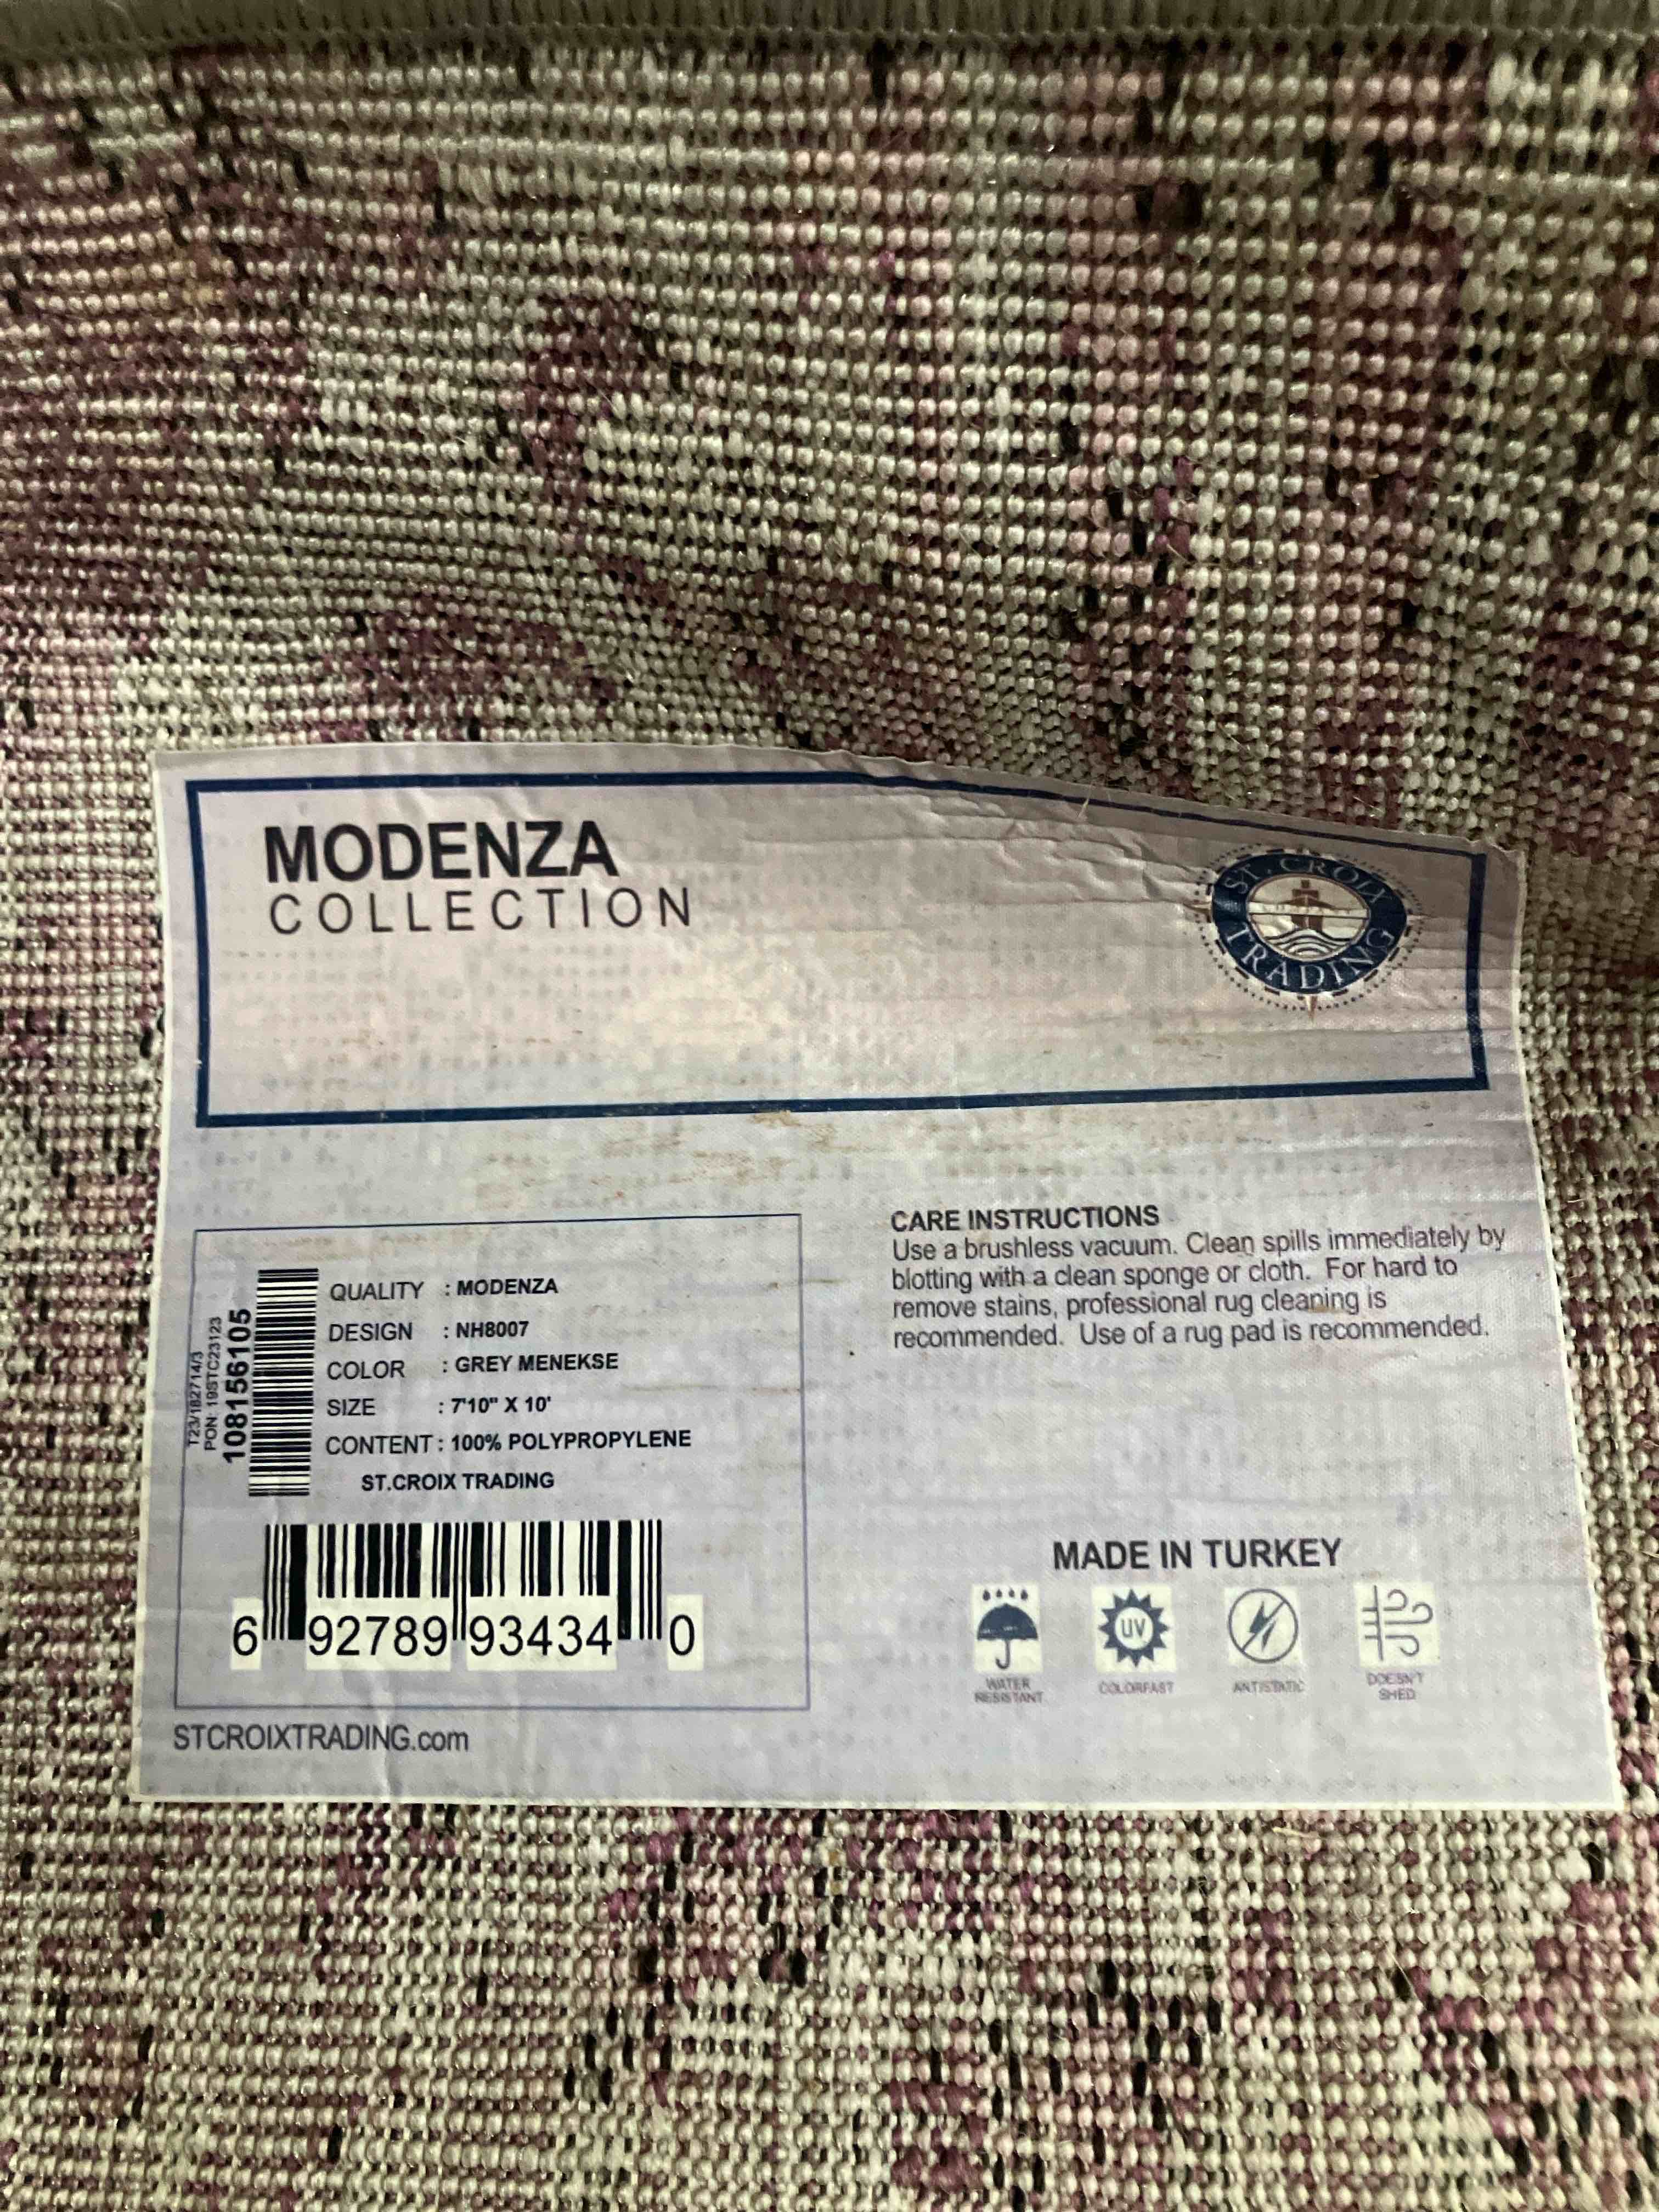 MODENZA
COLLECTION
ST. CROIX
TRADING
T23/182714/3
PON: 19STC23123
108156105
QUALITY : MODENZA
DESIGN : NH8007
COLOR : GREY MENEKSE
SIZE : 7'10" X 10'
CONTENT : 100% POLYPROPYLENE
ST.CROIX TRADING
6 92789 93434 0
STCROIXTRADING.com
CARE INSTRUCTIONS
Use a brushless vacuum. Clean spills immediately by
blotting with a clean sponge or cloth. For hard to
remove stains, professional rug cleaning is
recommended. Use of a rug pad is recommended.
MADE IN TURKEY
UV
WATER
RESISTANT
COLORFAST
ANTISTATIC
DOESN'T
SHED